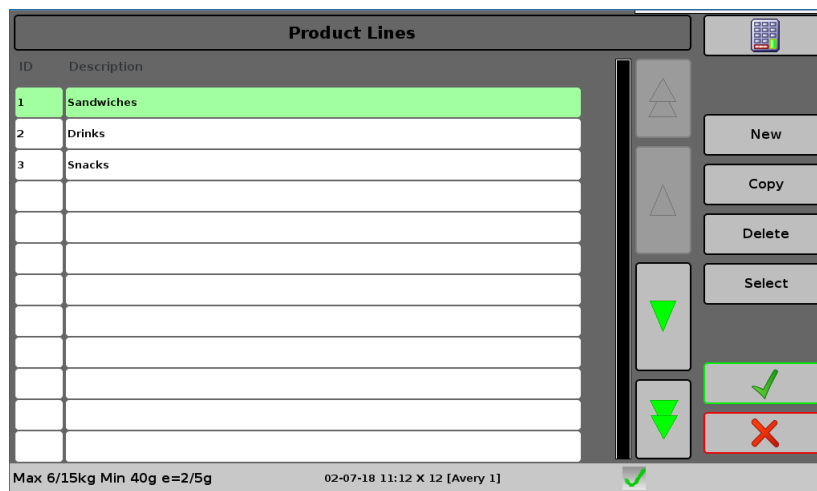 Product Lines
ID Description
1 Sandwiches
2 Drinks
3 Snacks
New
Copy
Delete
Select
Max 6/15kg Min 40g e=2/5g 02-07-18 11:12 X 12 [Avery 1]